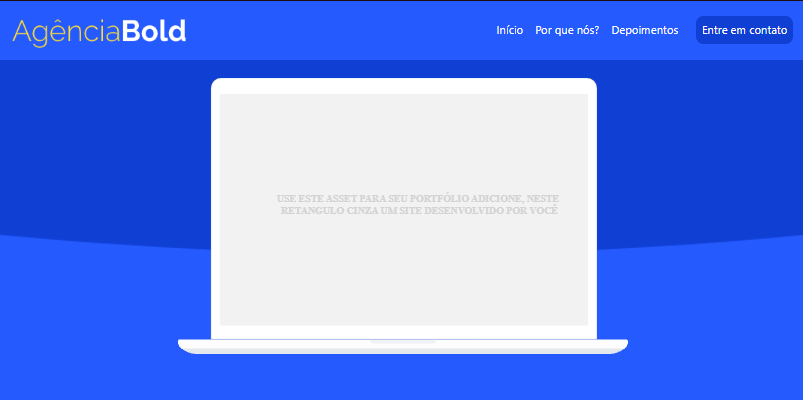 AgênciaBold
Início Por que nós? Depoimentos Entre em contato
USE ESTE ASSET PARA SEU PORTFÓLIO ADICIONE, NESTE
RETANGULO CINZA UM SITE DESENVOLVIDO POR VOCÊ